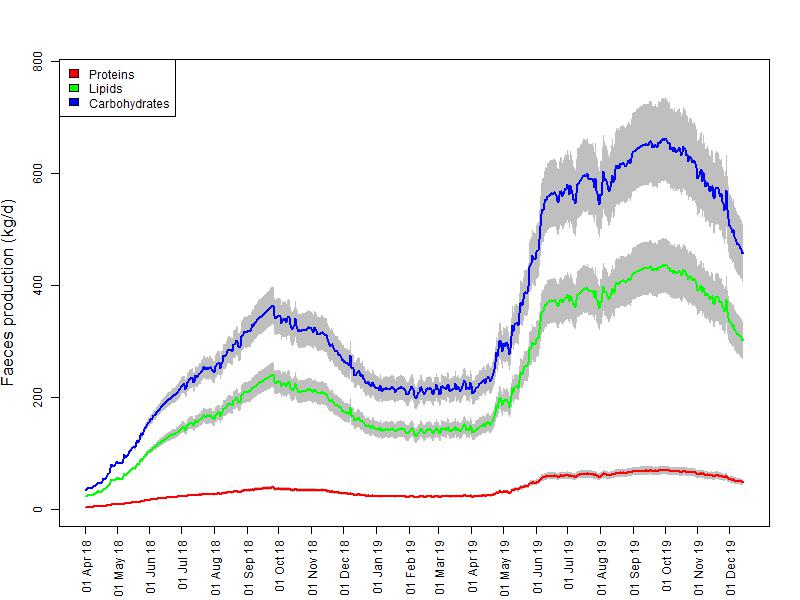 Faeces production (kg/d)
800
600
400
200
0
Proteins
Lipids
Carbohydrates
01 Apr 18
01 May 18
01 Jun 18
01 Jul 18
01 Aug 18
01 Sep 18
01 Oct 18
01 Nov 18
01 Dec 18
01 Jan 19
01 Feb 19
01 Mar 19
01 Apr 19
01 May 19
01 Jun 19
01 Jul 19
01 Aug 19
01 Sep 19
01 Oct 19
01 Nov 19
01 Dec 19